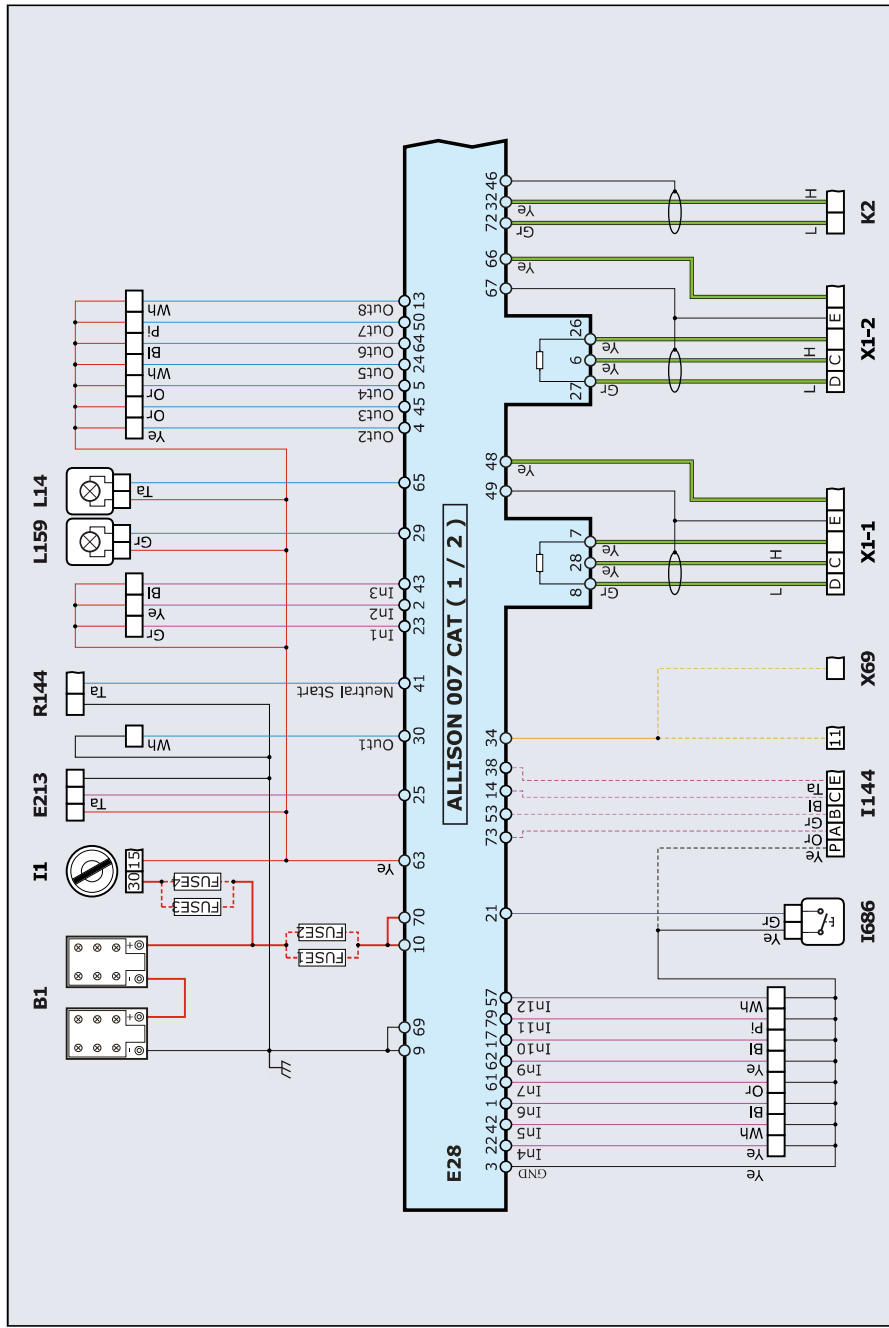 B1
I1
E213
R144
L159
L14
30 15
FUSE4
FUSE3
FUSE2
FUSE1
Ta
Wh
Ta
Gr
Ye
Bl
Gr
Ta
Ye
Or
Or
Wh
Bl
Pi
Wh
Ye
Out1
Neutral Start
In1
In2
In3
Out2
Out3
Out4
Out5
Out6
Out7
Out8
9 69 10 70 63 25 30 41 23 2 43 29 65 4 45 5 24 64 50 13
E28
ALLISON 007 CAT ( 1 / 2 )
3 22 42 1 61 62 17 79 57 21 73 53 14 38 34 8 28 7 49 48 27 6 26 67 66 72 32 46
GND
In4
In5
In6
In7
In9
In10
In11
In12
Gr
Ye
Ye
Ye
Gr
Ye
Ye
Ye
Gr
Ye
Ye
Ye
Wh
Bl
Or
Ye
Bl
Pi
Wh
Ye
Gr
Ye
Or
Gr
Bl
Ta
L
H
L
H
L
H
P A B C E
11
D C E
D C E
I686
I144
X69
X1-1
X1-2
K2